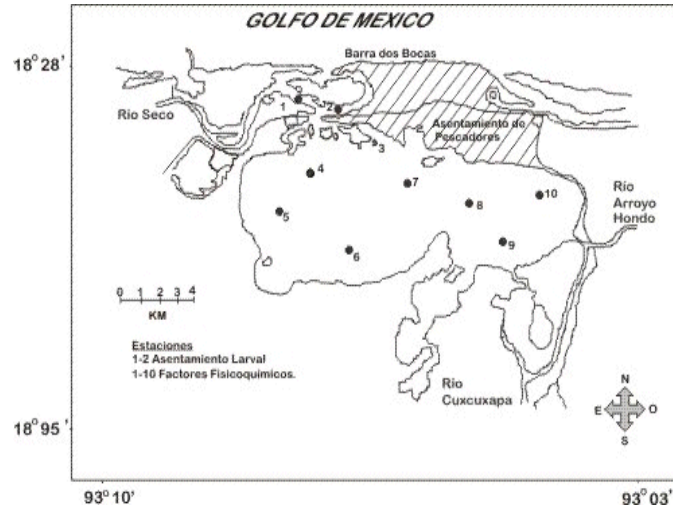 GOLFO DE MEXICO
18°28'
Barra dos Bocas
Rio Seco
1
2
Asentamiento de
Pescadores
3
4
7
10
Río
Arroyo
Hondo
5
8
9
6
0 1 2 3 4
KM
Estaciones
1-2 Asentamiento Larval
1-10 Factores Fisicoquímicos.
Río
Cuxcuxapa
N
E O
S
18°95'
93°10'
93°03'